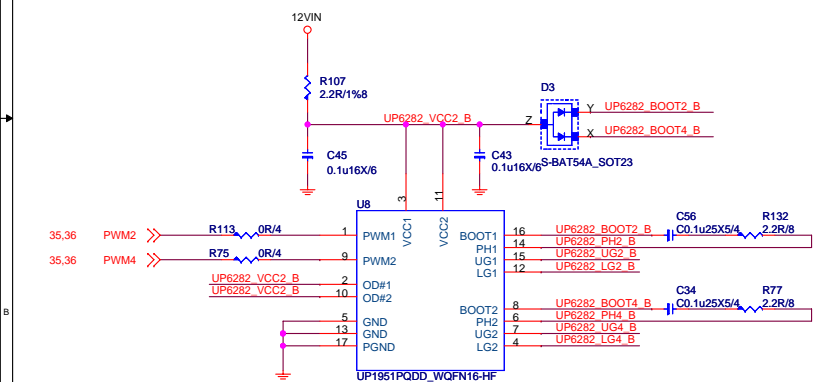 12VIN
R107
2.2R/1%8
D3
UP6282_VCC2_B
Z
Y
UP6282_BOOT2_B
X
UP6282_BOOT4_B
S-BAT54A_SOT23
C45
0.1u16X/6
C43
0.1u16X/6
3
11
U8
VCC1
VCC2
35,36
PWM2
R113
0R/4
1
PWM1
35,36
PWM4
R75
0R/4
9
PWM2
UP6282_VCC2_B
2
OD#1
UP6282_VCC2_B
10
OD#2
5
GND
13
GND
17
PGND
BOOT1
16
UP6282_BOOT2_B
C56
C0.1u25X5/4
R132
2.2R/8
PH1
14
UP6282_PH2_B
UG1
15
UP6282_UG2_B
LG1
12
UP6282_LG2_B
BOOT2
8
UP6282_BOOT4_B
C34
C0.1u25X5/4
R77
2.2R/8
PH2
6
UP6282_PH4_B
UG2
7
UP6282_UG4_B
LG2
4
UP6282_LG4_B
UP1951PQDD_WQFN16-HF
B